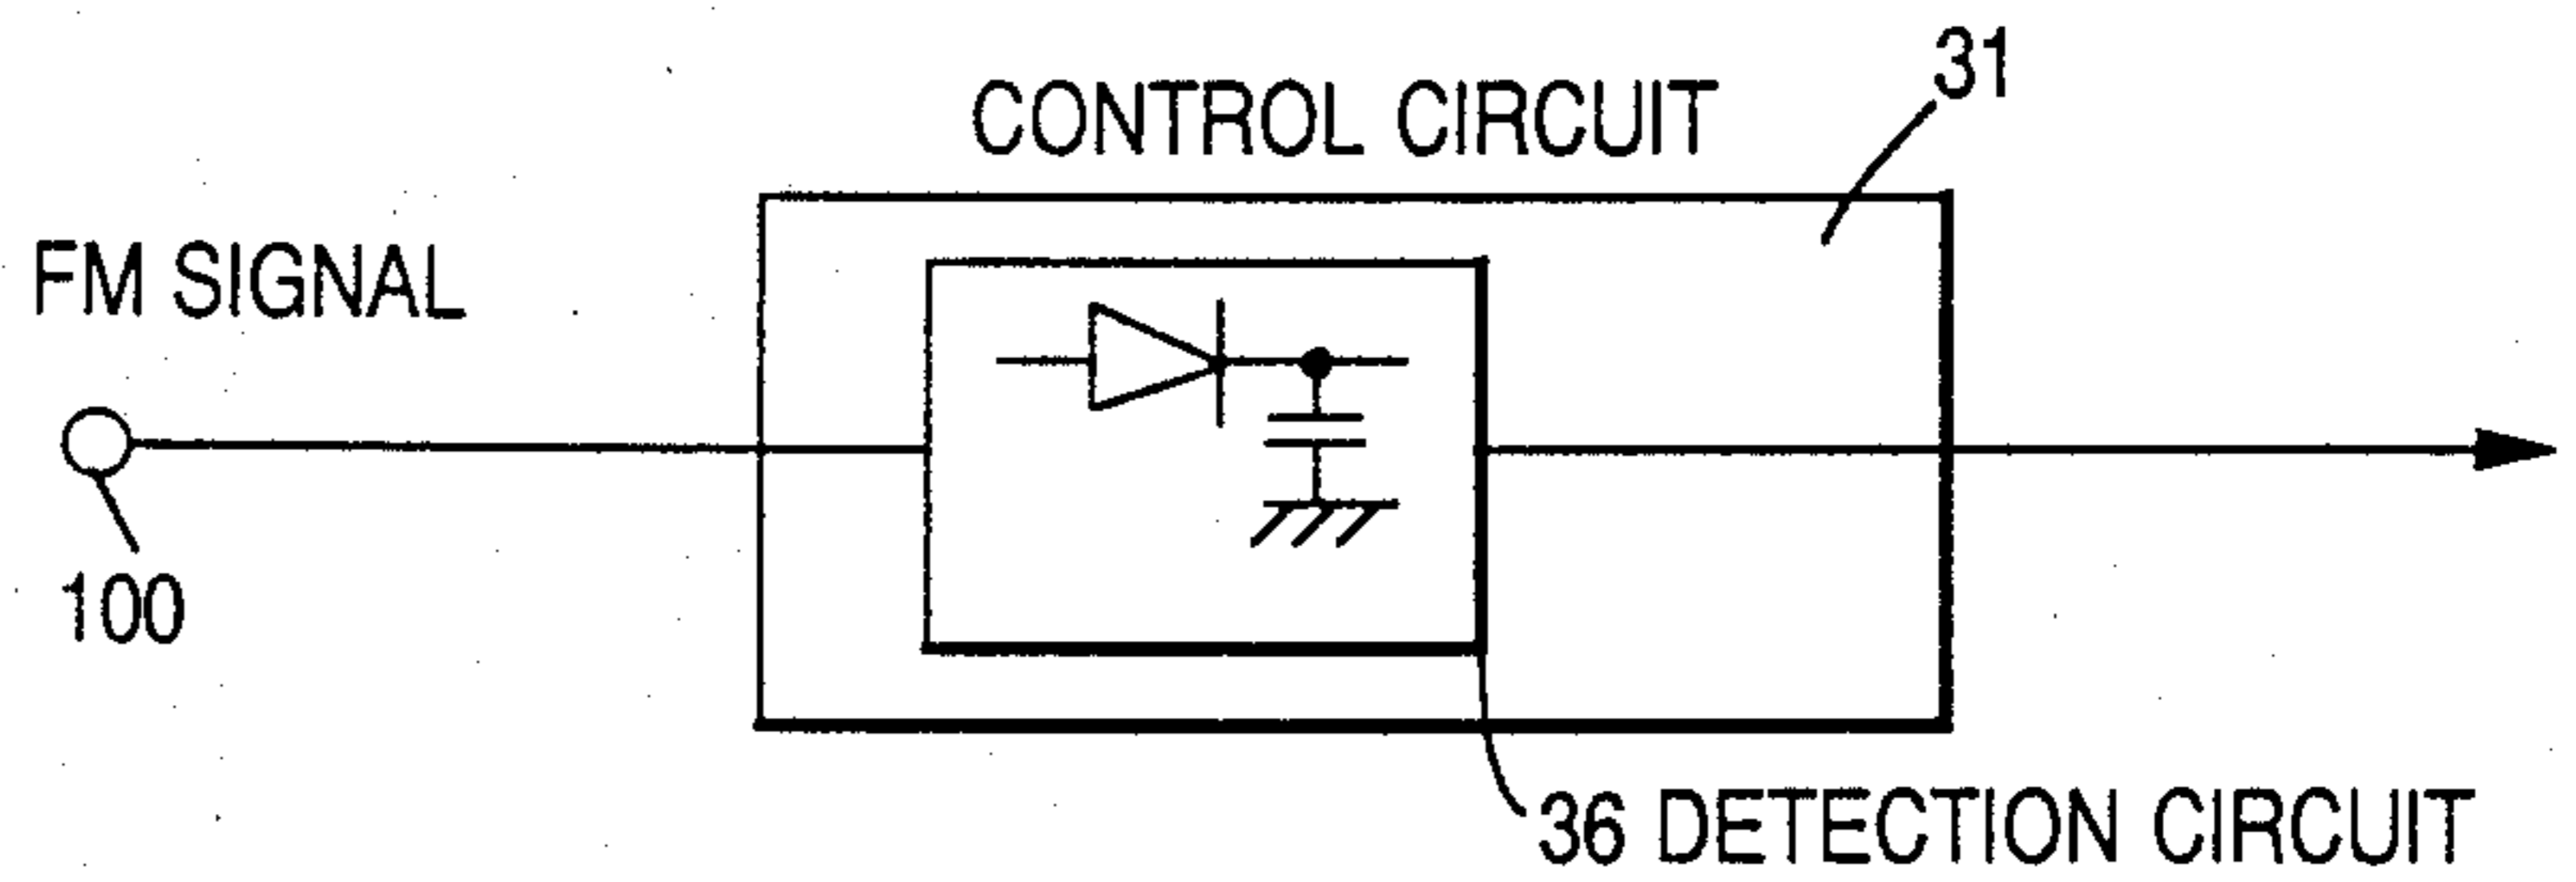 31
CONTROL CIRCUIT
FM SIGNAL
100
36 DETECTION CIRCUIT